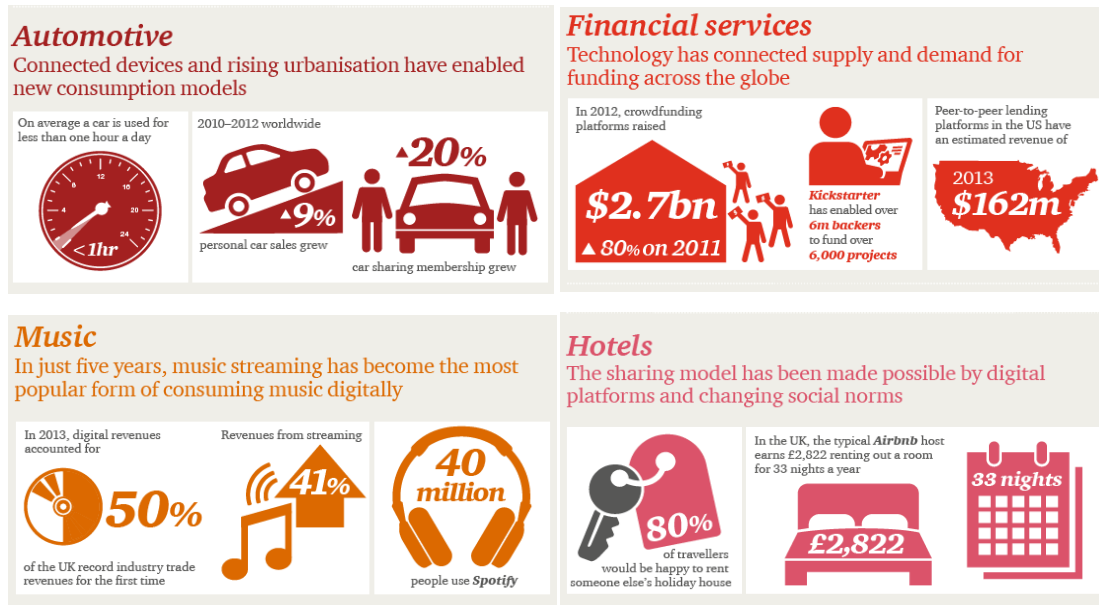 Automotive
Connected devices and rising urbanisation have enabled
new consumption models
On average a car is used for
less than one hour a day
4
8
12
16
20
24
<1hr
2010–2012 worldwide
▲9%
personal car sales grew
▲20%
car sharing membership grew
Financial services
Technology has connected supply and demand for
funding across the globe
In 2012, crowdfunding
platforms raised
$2.7bn
▲ 80% on 2011
Kickstarter
has enabled over
6m backers
to fund over
6,000 projects
Peer-to-peer lending
platforms in the US have
an estimated revenue of
2013
$162m
Music
In just five years, music streaming has become the most
popular form of consuming music digitally
In 2013, digital revenues
accounted for
50%
of the UK record industry trade
revenues for the first time
Revenues from streaming
41%
40
million
people use Spotify
Hotels
The sharing model has been made possible by digital
platforms and changing social norms
80%
of travellers
would be happy to rent
someone else's holiday house
In the UK, the typical Airbnb host
earns £2,822 renting out a room
for 33 nights a year
£2,822
33 nights